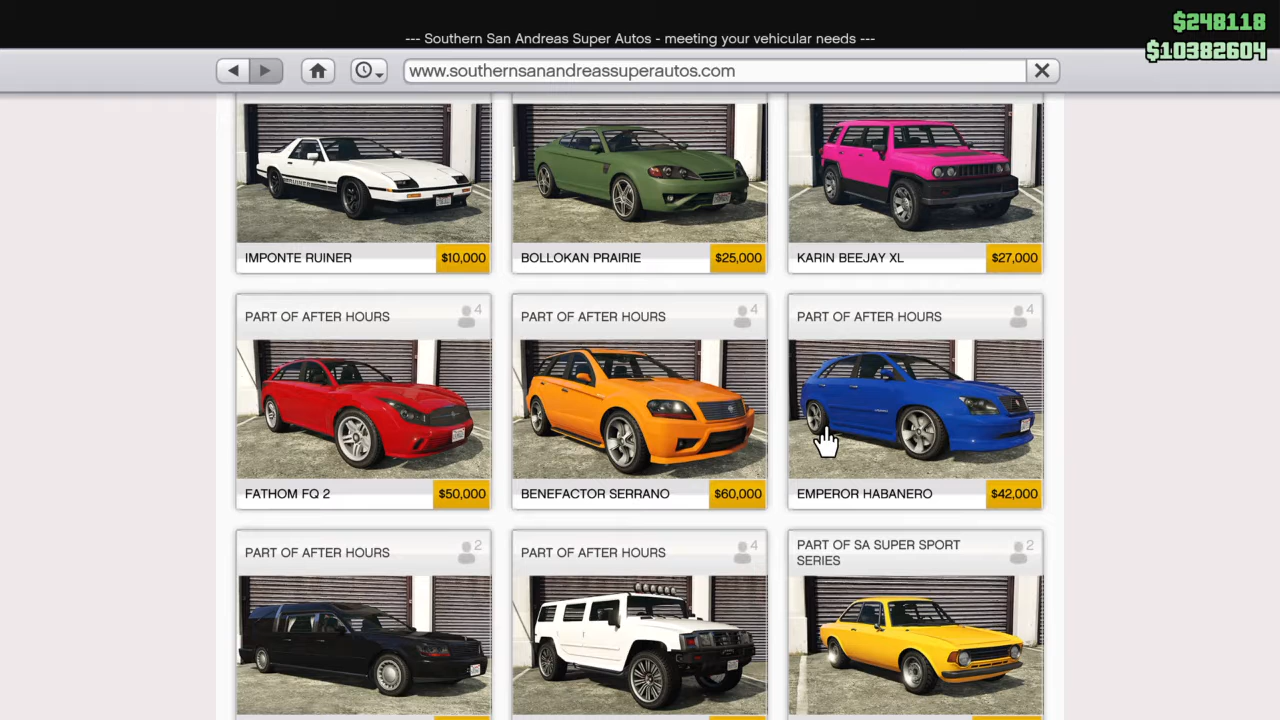 $248118
--- Southern San Andreas Super Autos - meeting your vehicular needs ---
$10382604
www.southernsanandreassuperautos.com
IMPONTE RUINER $10,000
BOLLOKAN PRAIRIE $25,000
KARIN BEEJAY XL $27,000
PART OF AFTER HOURS 4
PART OF AFTER HOURS 4
PART OF AFTER HOURS 4
FATHOM FQ 2 $50,000
BENEFACTOR SERRANO $60,000
EMPEROR HABANERO $42,000
PART OF AFTER HOURS 2
PART OF AFTER HOURS 4
PART OF SA SUPER SPORT
SERIES 2